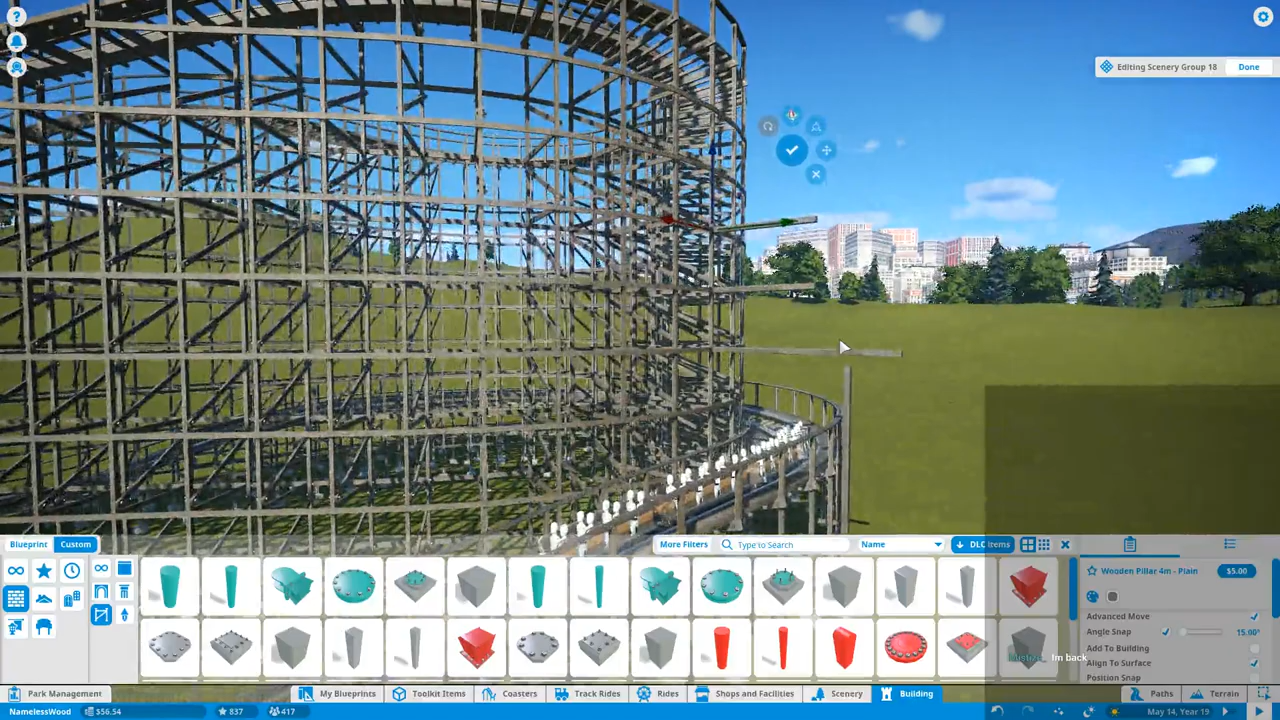 Editing Scenery Group 18 Done
Blueprint Custom More Filters Type to Search Name DLC Items
Wooden Pillar 4m - Plain $5.00
Advanced Move
Angle Snap 15.00°
Add To Building
Align To Surface
Im back
Position Snap
Park Management My Blueprints Toolkit Items Coasters Track Rides Rides Shops and Facilities Scenery Building Paths Terrain
NamelessWood $56.54 837 417 May 14, Year 19